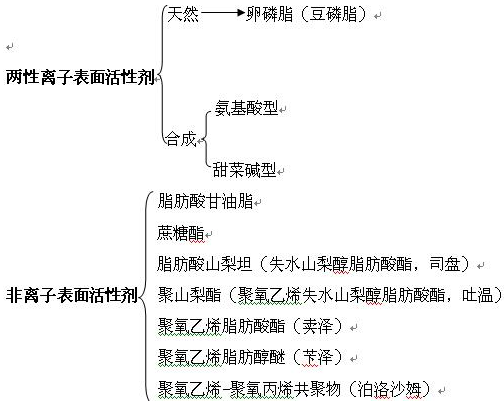 天然 卵磷脂（豆磷脂）
两性离子表面活性剂
氨基酸型
合成
甜菜碱型
脂肪酸甘油脂
蔗糖酯
脂肪酸山梨坦（失水山梨醇脂肪酸酯，司盘）
非离子表面活性剂
聚山梨酯（聚氧乙烯失水山梨醇脂肪酸酯，吐温）
聚氧乙烯脂肪酸酯（卖泽）
聚氧乙烯脂肪醇醚（苄泽）
聚氧乙烯-聚氧丙烯共聚物（泊洛沙姆）